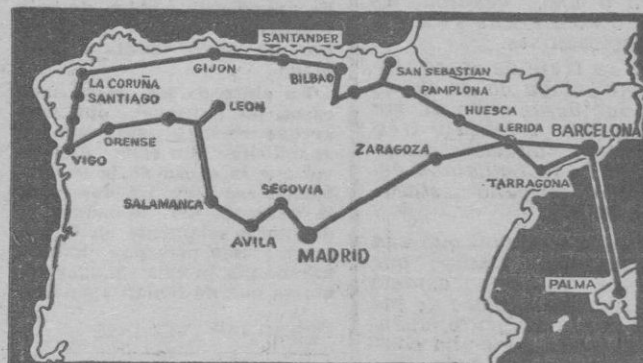 SANTANDER
GIJON
BILBAO
SAN SEBASTIAN
LA CORUÑA
PAMPLONA
SANTIAGO
LEON
HUESCA
ORENSE
LERIDA
BARCELONA
VIGO
ZARAGOZA
TARRAGONA
SEGOVIA
SALAMANCA
AVILA
MADRID
PALMA